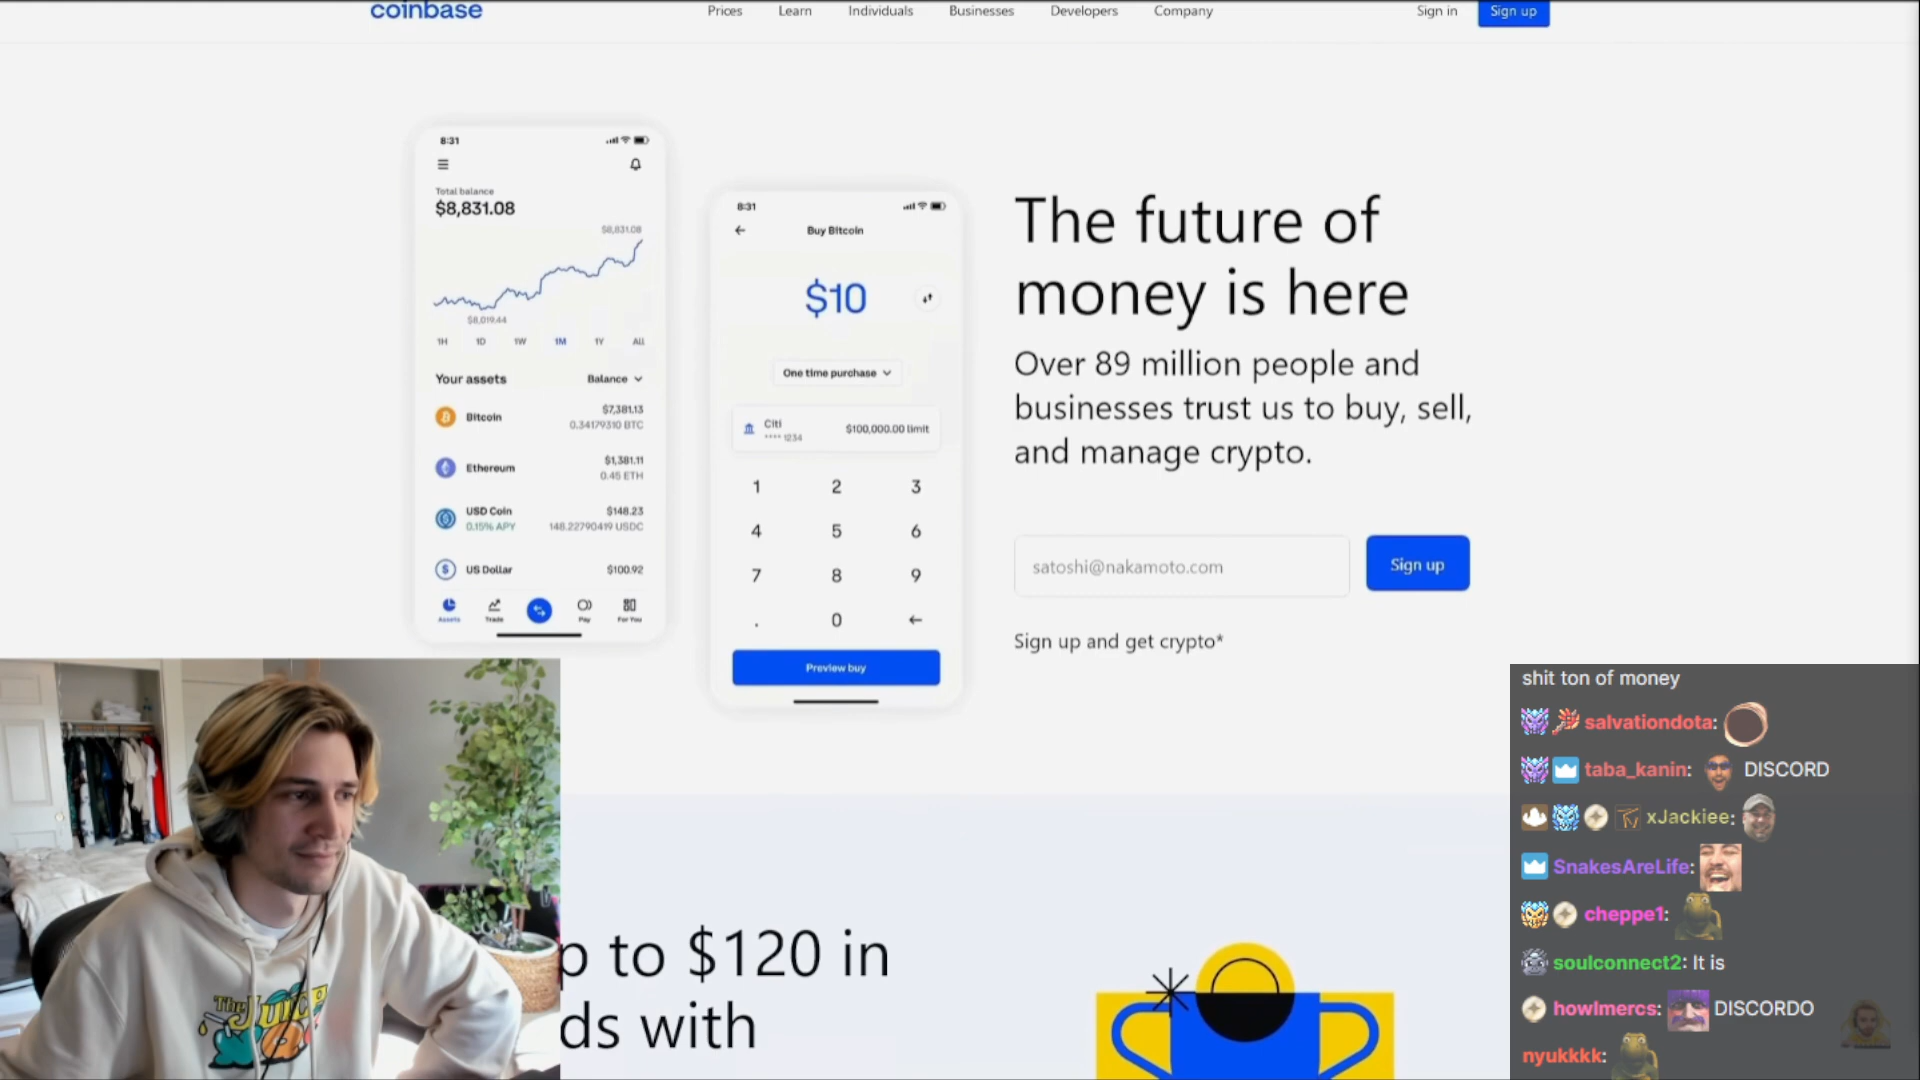 coinbase
Prices
Learn
Individuals
Businesses
Developers
Company
Sign in
Sign up
8:31
Total balance
$8,831.08
$8,831.08
$8,019.44
1H
1D
1W
1M
1Y
All
Your assets
Balance
Bitcoin
$7,381.13
0.34179310 BTC
Ethereum
$1,381.11
0.45 ETH
USD Coin
$148.23
0.15% APY
148.22790419 USDC
US Dollar
$100.92
Assets
Trade
Pay
For You
8:31
Buy Bitcoin
$10
One time purchase
Citi
$100,000.00 limit
**** 1234
1 2 3
4 5 6
7 8 9
. 0 ←
Preview buy
The future of
money is here
Over 89 million people and
businesses trust us to buy, sell,
and manage crypto.
satoshi@nakamoto.com
Sign up
Sign up and get crypto*
p to $120 in
ds with
The Juice
shit ton of money
salvationdota:
taba_kanin: DISCORD
xJackiee:
SnakesAreLife:
cheppe1:
soulconnect2: It is
howlmercs: DISCORDO
nyukkkk: